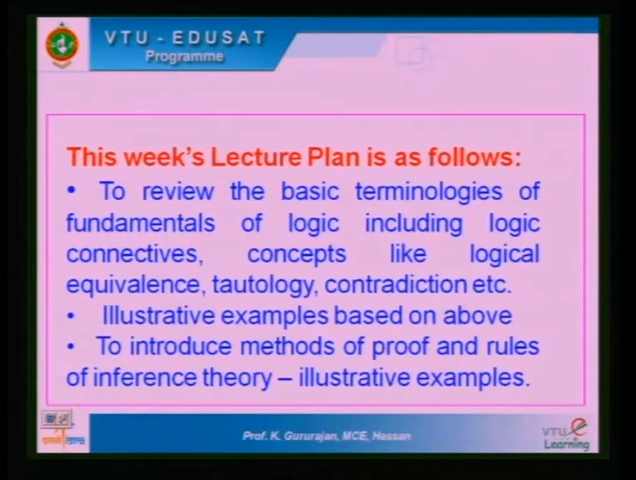 VTU - EDUSAT
Programme
This week's Lecture Plan is as follows:
• To review the basic terminologies of
fundamentals of logic including logic
connectives, concepts like logical
equivalence, tautology, contradiction etc.
• Illustrative examples based on above
• To introduce methods of proof and rules
of inference theory – illustrative examples.
Prof. K. Gururajan, MCE, Hassan
VTU e
Learning